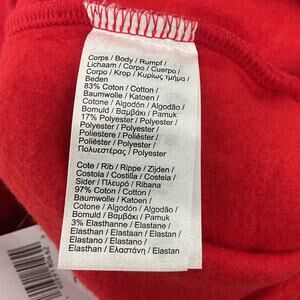 Corps / Body / Rumpf /
Lichaam / Corpo / Cuerpo /
Corpo / Krop / Κυρίως τμήμα /
Beden
83% Coton / Cotton /
Baumwolle / Katoen /
Cotone / Algodón / Algodão /
Bomuld / Βαμβάκι / Pamuk
17% Polyester / Polyester /
Polyester / Polyester /
Poliestere / Poliéster /
Poliéster / Polyester /
Πολυεστέρας / Polyester
Cote / Rib / Rippe / Zijden /
Costola / Costilla / Costela /
Sider / Πλευρό / Ribana
97% Coton / Cotton /
Baumwolle / Katoen /
Cotone / Algodón / Algodão /
Bomuld / Βαμβάκι / Pamuk
3% Elasthanne / Elastane /
Elasthan / Elastaan /
Elastano / Elastano /
Elastan / Ελαστάνη / Elastan